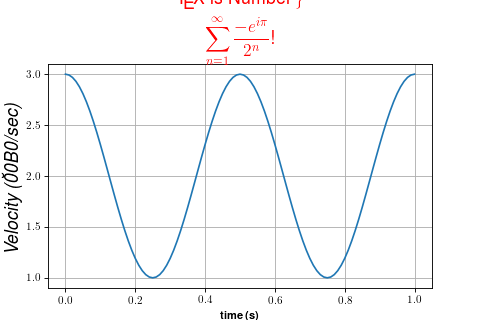 TEX is Number }
∞
∑ -e^{iπ} / 2^n !
n=1
3.0
2.5
2.0
1.5
1.0
Velocity (Ŏ0B0/sec)
0.0 0.2 0.4 0.6 0.8 1.0
time (s)